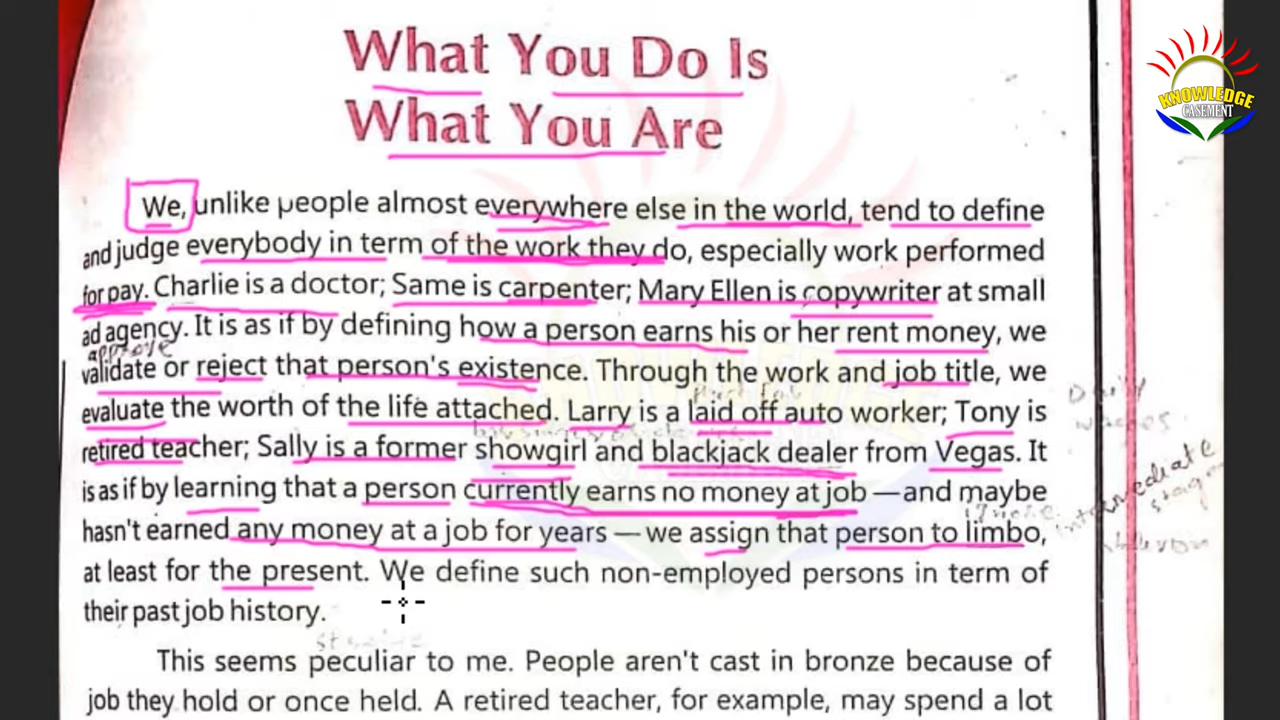 What You Do Is
What You Are
KNOWLEDGE
CASEMENT
We, unlike people almost everywhere else in the world, tend to define
and judge everybody in term of the work they do, especially work performed
for pay. Charlie is a doctor; Same is carpenter; Mary Ellen is copywriter at small
ad agency. It is as if by defining how a person earns his or her rent money, we
approve
validate or reject that person's existence. Through the work and job title, we
evaluate the worth of the life attached. Larry is a laid off auto worker; Tony is
retired teacher; Sally is a former showgirl and blackjack dealer from Vegas. It
is as if by learning that a person currently earns no money at job —and maybe
hasn't earned any money at a job for years — we assign that person to limbo,
intermediate
at least for the present. We define such non-employed persons in term of
their past job history.
This seems peculiar to me. People aren't cast in bronze because of
job they hold or once held. A retired teacher, for example, may spend a lot